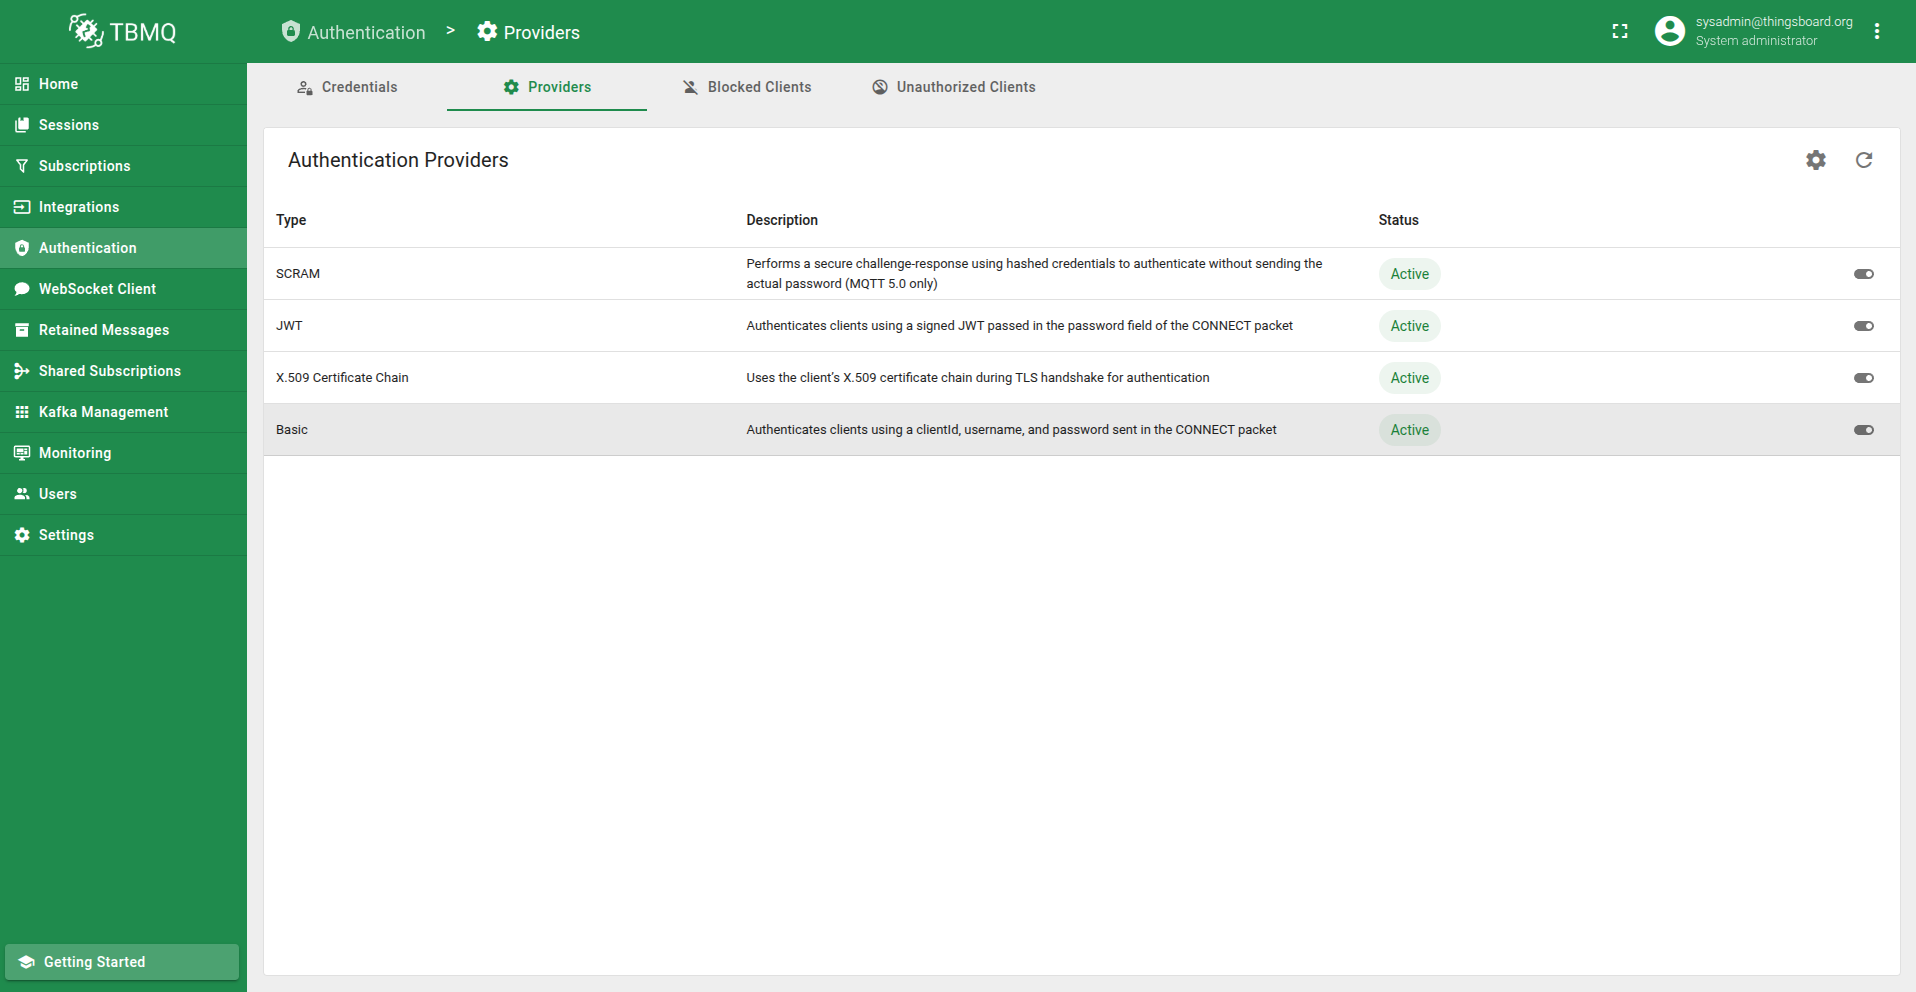 TBMQ
Authentication > Providers
sysadmin@thingsboard.org
System administrator
Home
Sessions
Subscriptions
Integrations
Authentication
WebSocket Client
Retained Messages
Shared Subscriptions
Kafka Management
Monitoring
Users
Settings
Getting Started
Credentials
Providers
Blocked Clients
Unauthorized Clients
Authentication Providers
Type Description Status
SCRAM
Performs a secure challenge-response using hashed credentials to authenticate without sending the
actual password (MQTT 5.0 only)
Active
JWT Authenticates clients using a signed JWT passed in the password field of the CONNECT packet Active
X.509 Certificate Chain Uses the client’s X.509 certificate chain during TLS handshake for authentication Active
Basic Authenticates clients using a clientId, username, and password sent in the CONNECT packet Active